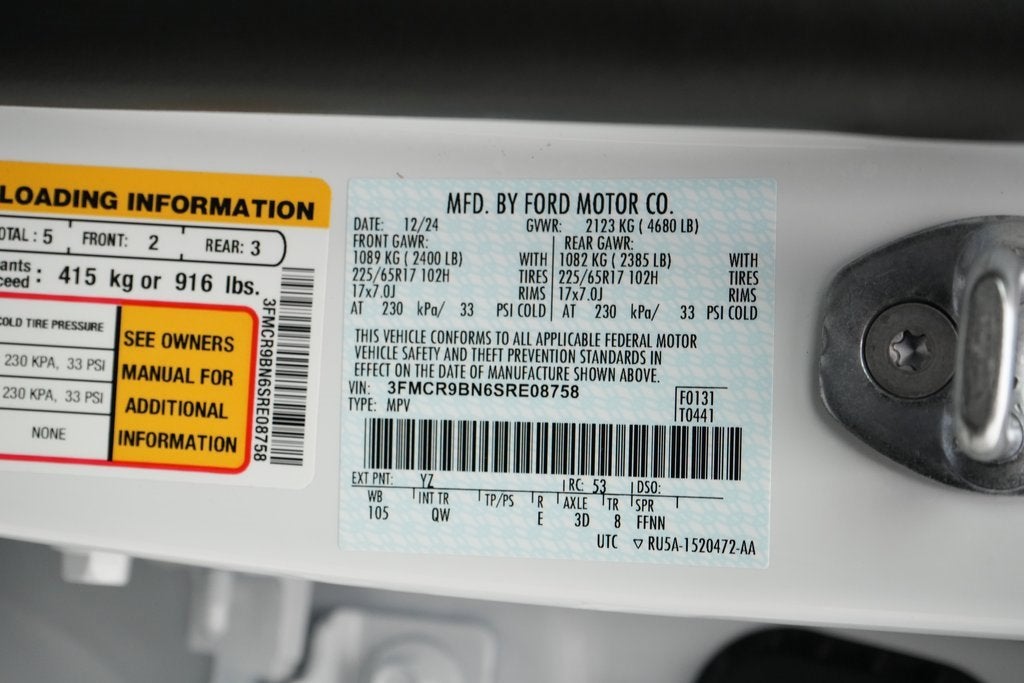 LOADING INFORMATION
OTAL : 5 FRONT: 2 REAR: 3
ants
ceed : 415 kg or 916 lbs.
COLD TIRE PRESSURE
230 KPA, 33 PSI
230 KPA, 33 PSI
NONE
SEE OWNERS
MANUAL FOR
ADDITIONAL
INFORMATION
3FMCR9BN6SRE08758
MFD. BY FORD MOTOR CO.
DATE: 12/24 GVWR: 2123 KG ( 4680 LB)
FRONT GAWR: REAR GAWR:
1089 KG ( 2400 LB) WITH 1082 KG ( 2385 LB) WITH
225/65R17 102H TIRES 225/65R17 102H TIRES
17x7.0J RIMS 17x7.0J RIMS
AT 230 kPa/ 33 PSI COLD AT 230 kPa/ 33 PSI COLD
THIS VEHICLE CONFORMS TO ALL APPLICABLE FEDERAL MOTOR
VEHICLE SAFETY AND THEFT PREVENTION STANDARDS IN
EFFECT ON THE DATE OF MANUFACTURE SHOWN ABOVE.
VIN: 3FMCR9BN6SRE08758 F0131
TYPE: MPV T0441
EXT PNT: YZ RC: 53 DSO:
WB INT TR TP/PS R AXLE TR SPR
105 QW E 3D 8 FFNN
UTC ▽ RU5A-1520472-AA